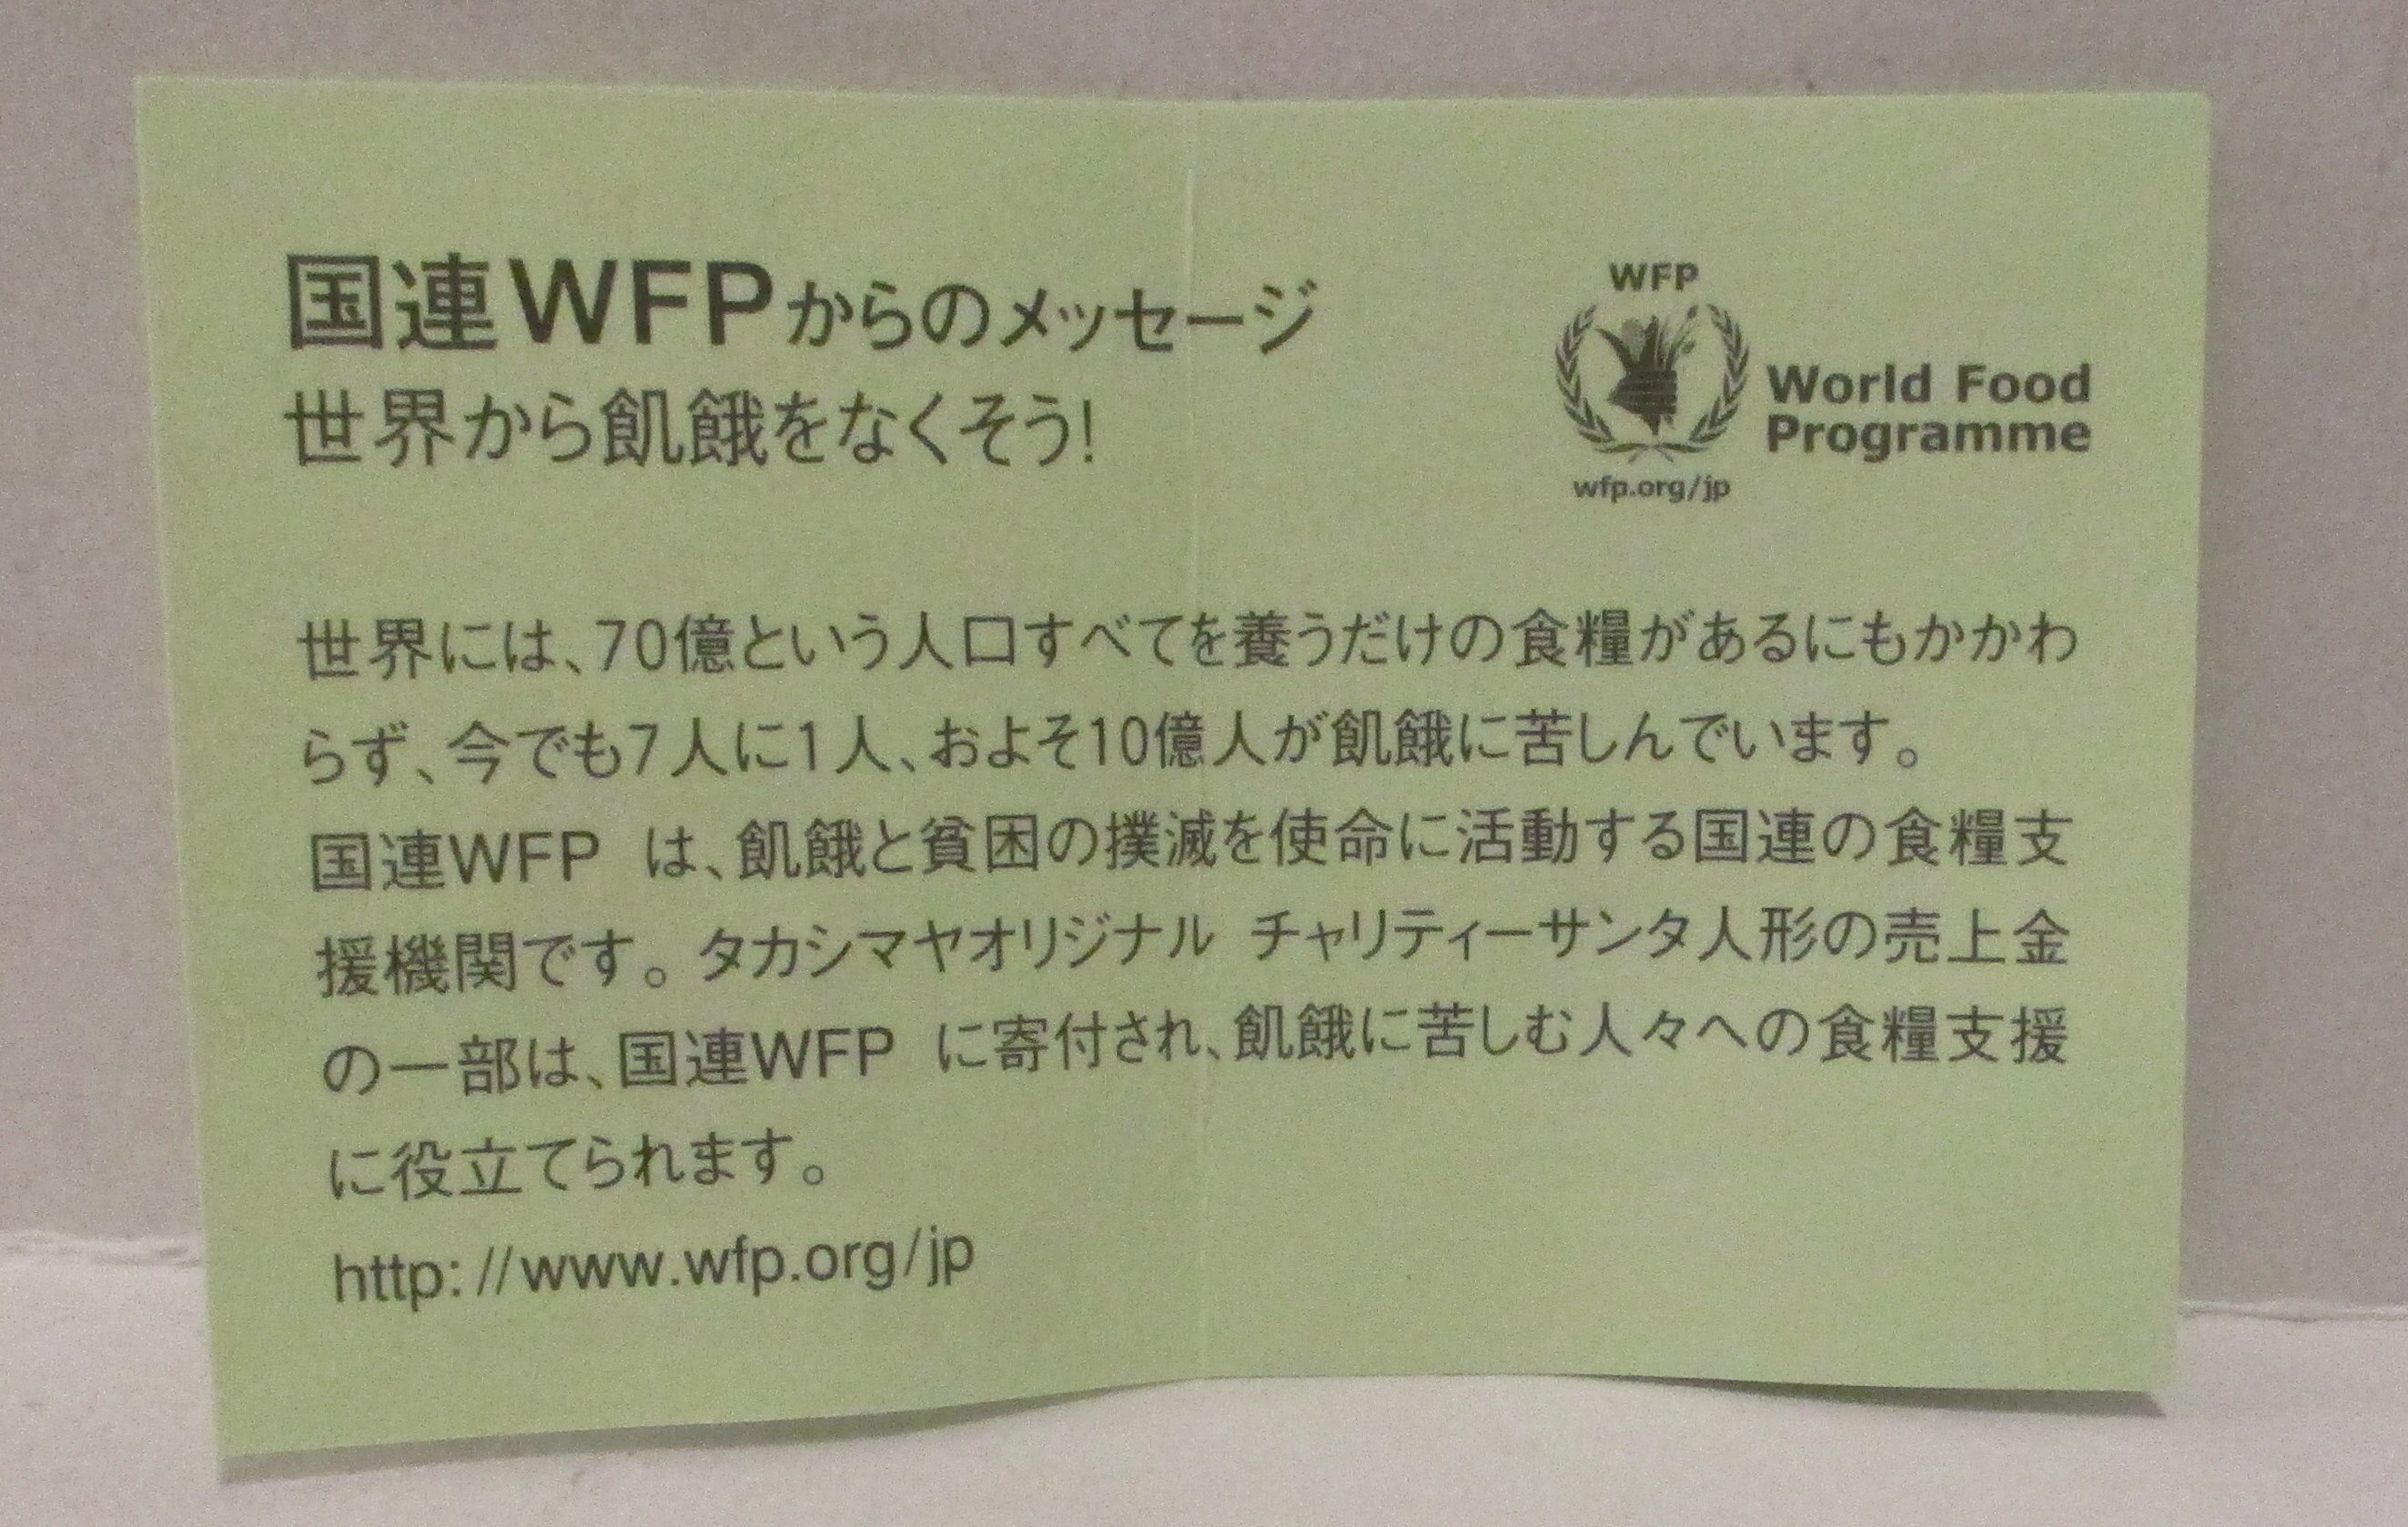 国連WFPからのメッセージ
世界から飢餓をなくそう!
WFP
World Food
Programme
wfp.org/jp
世界には、70億という人口すべてを養うだけの食糧があるにもかかわ
らず、今でも7人に1人、およそ10億人が飢餓に苦しんでいます。
国連WFP は、飢餓と貧困の撲滅を使命に活動する国連の食糧支
援機関です。タカシマヤオリジナル チャリティーサンタ人形の売上金
の一部は、国連WFP に寄付され、飢餓に苦しむ人々への食糧支援
に役立てられます。
http://www.wfp.org/jp